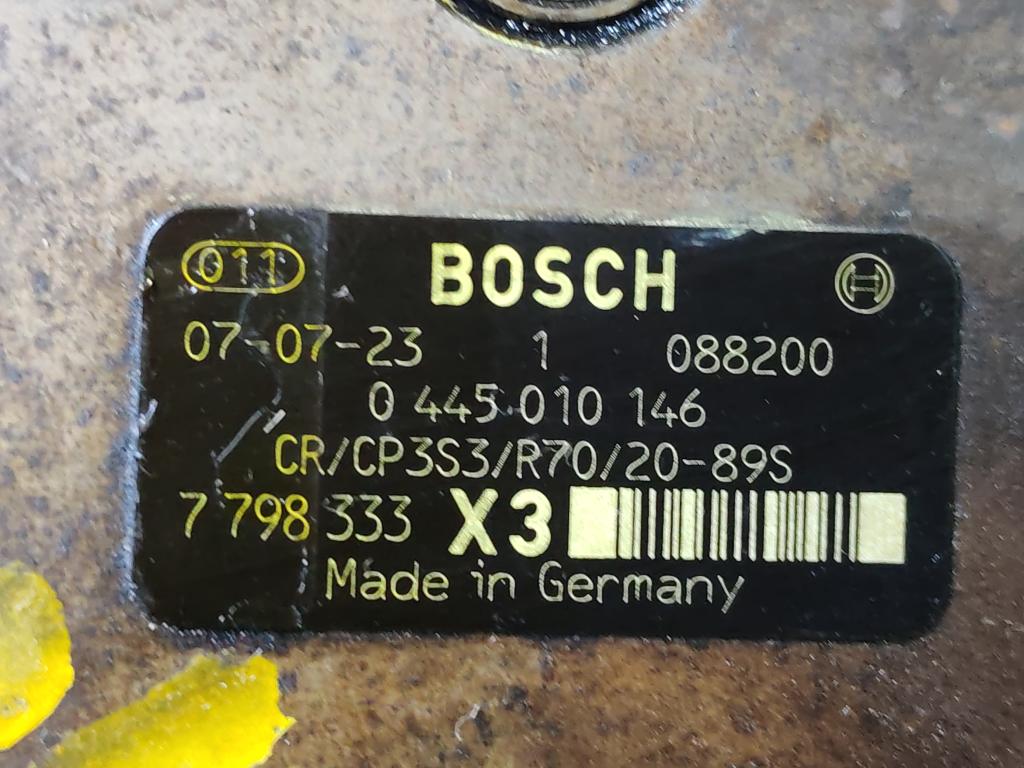 011 BOSCH
07-07-23 1 088200
0 445 010 146
CR/CP3S3/R70/20-89S
7 798 333 X3
Made in Germany